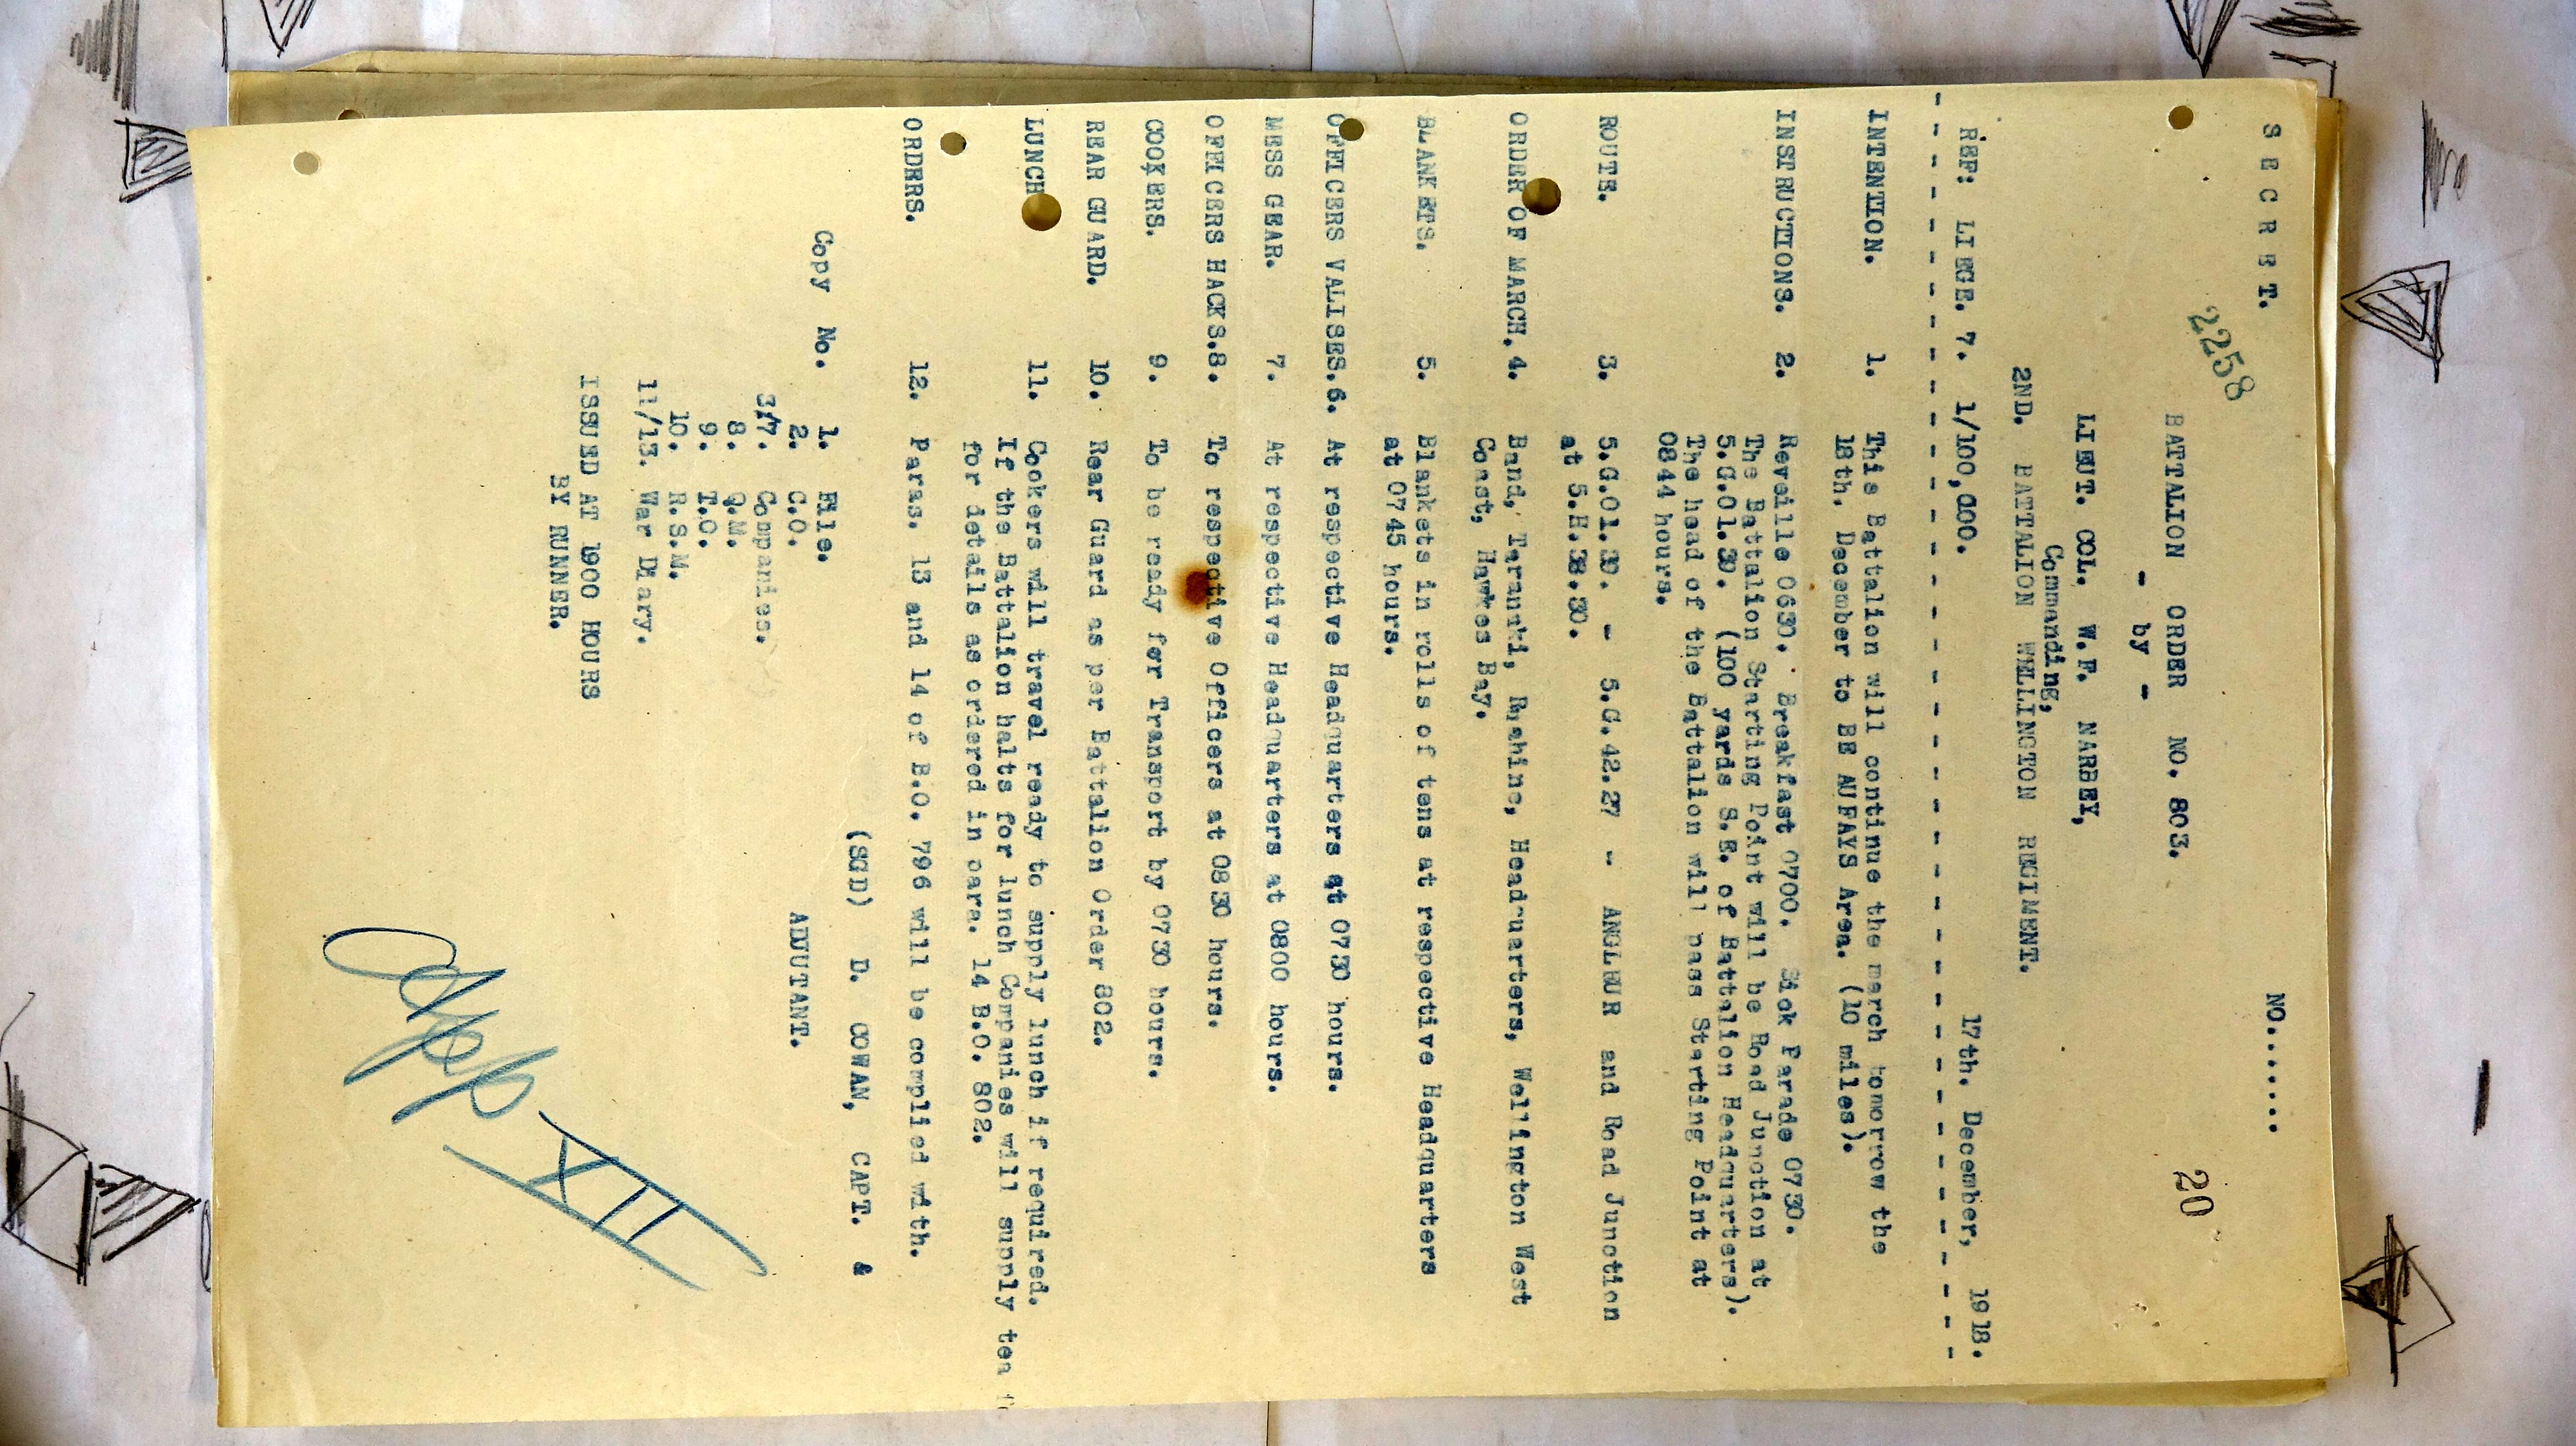 S E C R E T. NO........
2258
20
BATTALION ORDER NO. 803.
- by -
LIEUT. COL. W.F. NARBEY,
Commanding,
2ND. BATTALION WELLINGTON REGIMENT.
17th. December, 1918.
REF: LIEGE. 7. 1/100,000.
INTENTION. 1. This Battalion will continue the march tomorrow the
18th. December to BEAUFAYS Area. (10 miles).
INSTRUCTIONS. 2. Reveille 0630. Breakfast 0700. Sick Parade 0730.
The Battalion Starting Point will be Road Junction at
5.G.01.39. (100 yards S.E. of Battalion Headquarters).
The head of the Battalion will pass Starting Point at
0844 hours.
ROUTE. 3. 5.G.01.39. - 5.G.42.27 - ANGLEUR and Road Junction
at 5.H.38.30.
ORDER OF MARCH. 4. Band, Taranaki, Ruahine, Headquarters, Wellington West
Coast, Hawkes Bay.
BLANKETS. 5. Blankets in rolls of tens at respective Headquarters
at 0745 hours.
OFFICERS VALISES. 6. At respective Headquarters at 0730 hours.
MESS GEAR. 7. At respective Headquarters at 0800 hours.
OFFICERS HACKS. 8. To respective Officers at 0830 hours.
COOKERS. 9. To be ready for Transport by 0730 hours.
REAR GUARD. 10. Rear Guard as per Battalion Order 802.
LUNCH 11. Cookers will travel ready to supply lunch if required.
If the Battalion halts for lunch Companies will supply tea
for details as ordered in para. 14 B.O. 802.
ORDERS. 12. Paras. 13 and 14 of B.O. 796 will be complied with.
(SGD) D. COWAN, CAPT. &
ADJUTANT.
Copy No. 1. File.
2. C.O.
3/7. Companies.
8. Q.M.
9. T.O.
10. R.S.M.
11/13. War Diary.
ISSUED AT 1900 HOURS
BY RUNNER.
App XII